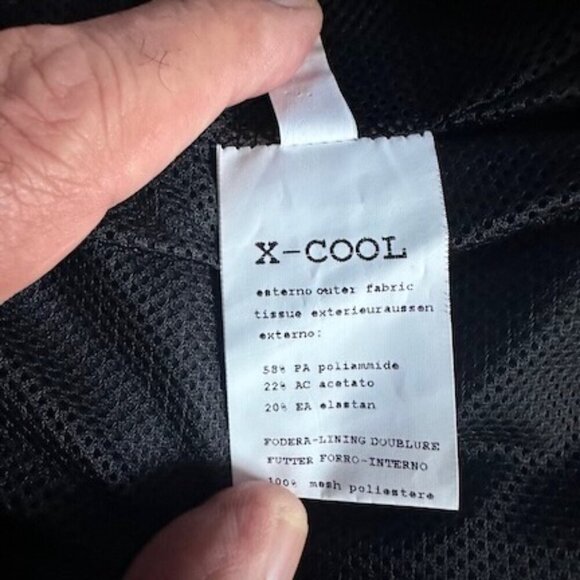 X-COOL
esterno outer fabric
tissue exterieuraussen
externo:
58% PA poliammide
22% AC acetato
20% EA elastan
FODERA-LINING DOUBLURE
FUTTER FORRO-INTERNO
100% mesh poliestere